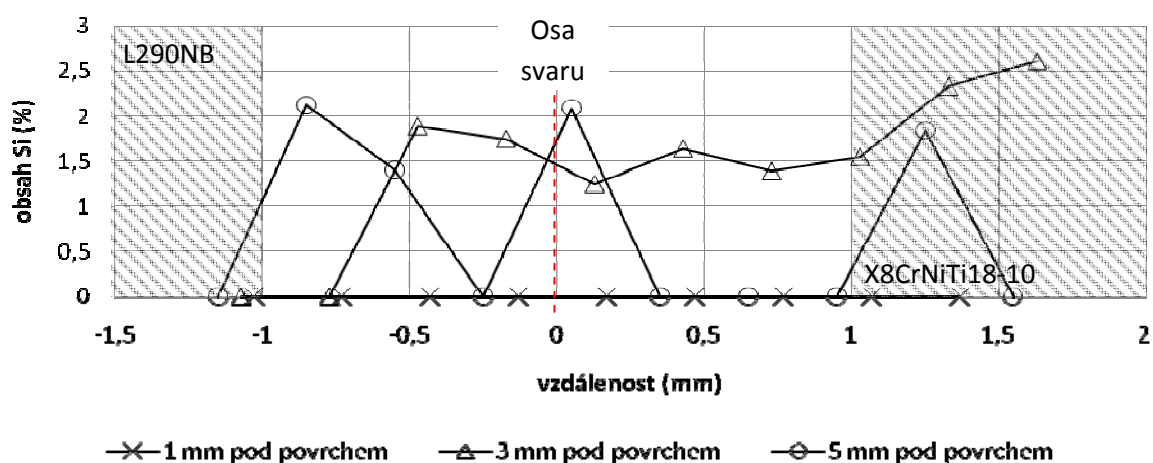 3
2,5
2
1,5
1
0,5
0
obsah Si (%)
L290NB
Osa
svaru
X8CrNiTi18-10
-1,5 -1 -0,5 0 0,5 1 1,5 2
vzdálenost (mm)
1 mm pod povrchem 3 mm pod povrchem 5 mm pod povrchem